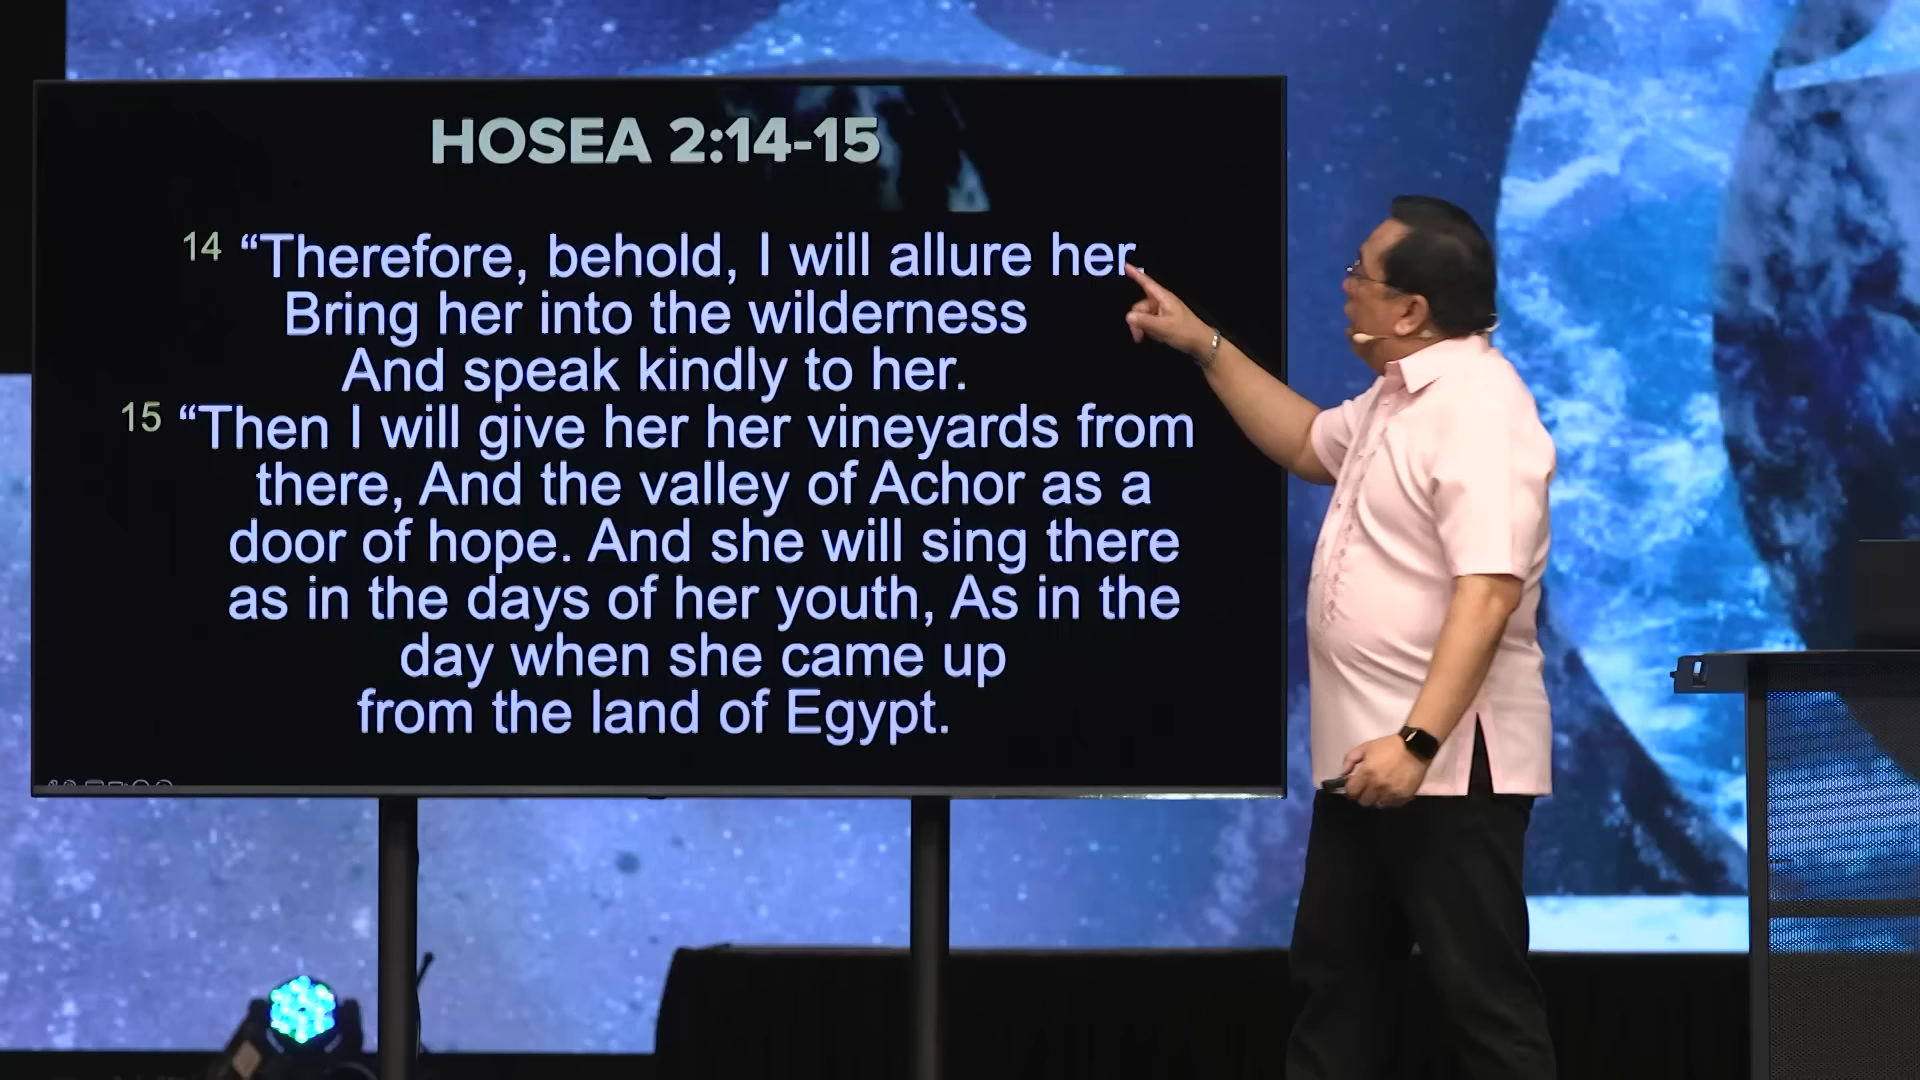 HOSEA 2:14-15
14 “Therefore, behold, I will allure her,
Bring her into the wilderness
And speak kindly to her.
15 “Then I will give her her vineyards from
there, And the valley of Achor as a
door of hope. And she will sing there
as in the days of her youth, As in the
day when she came up
from the land of Egypt.